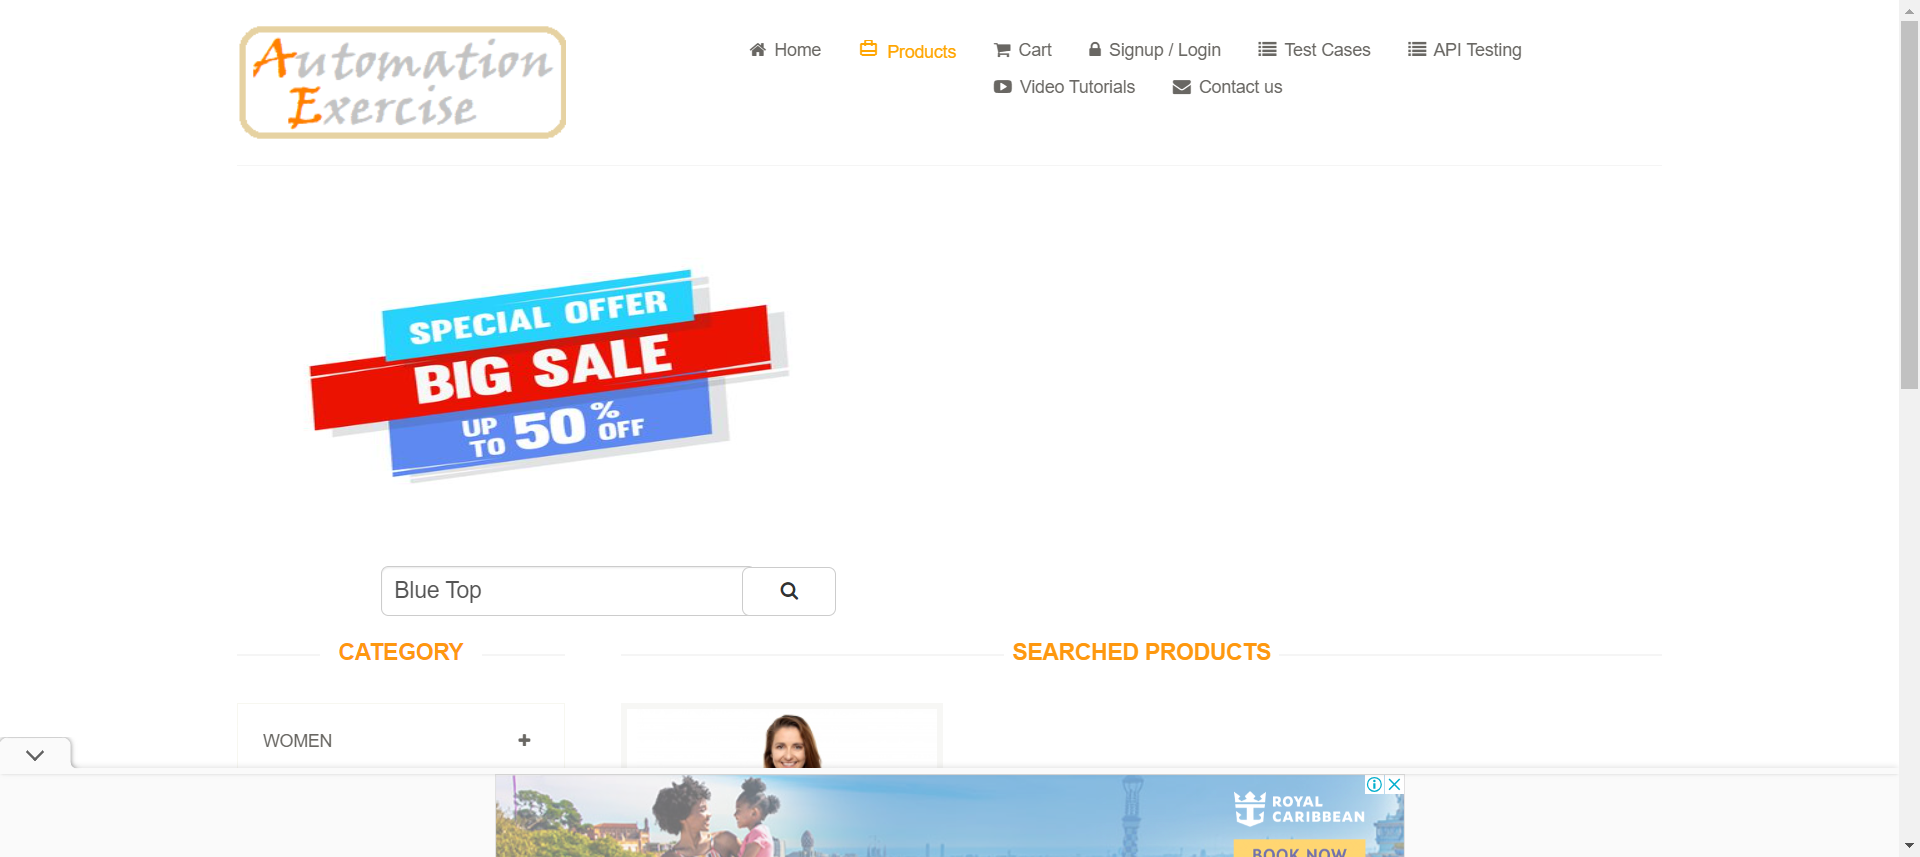 Automation
Exercise
Home
Products
Cart
Signup / Login
Test Cases
API Testing
Video Tutorials
Contact us
SPECIAL OFFER
BIG SALE
UP TO 50% OFF
Blue Top
CATEGORY
SEARCHED PRODUCTS
WOMEN
ROYAL
CARIBBEAN
BOOK NOW